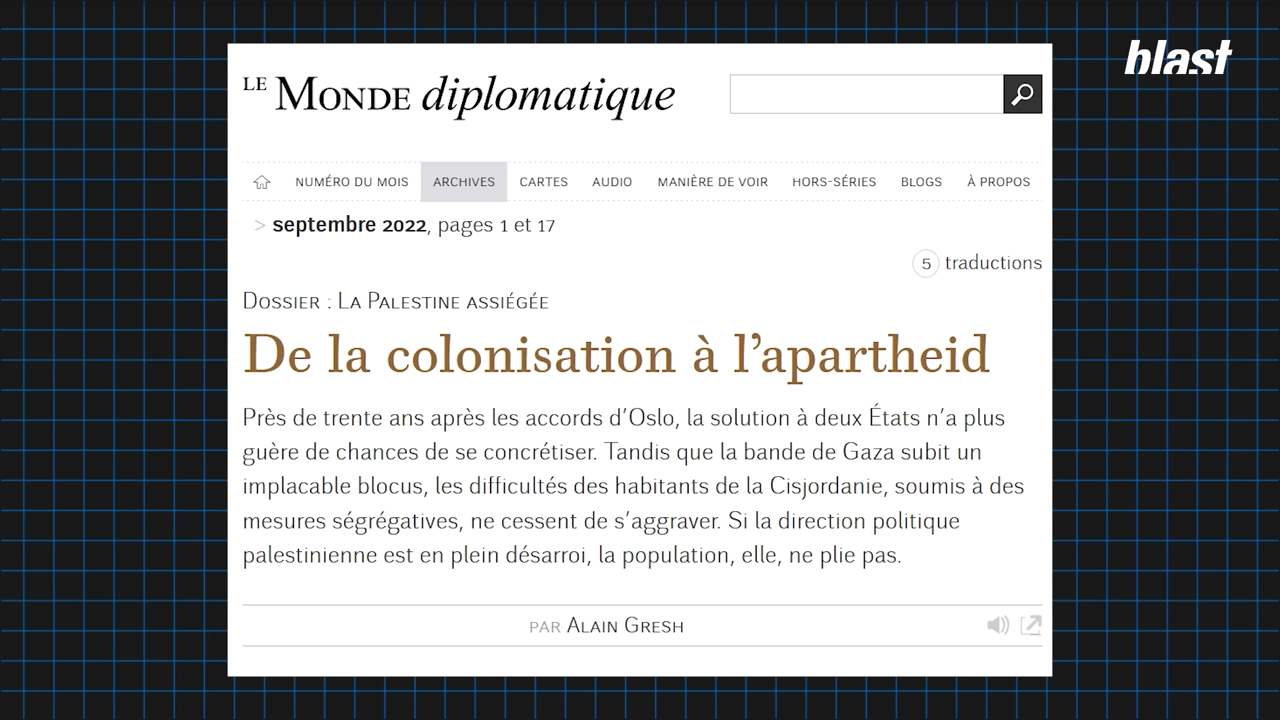 blast
LE MONDE diplomatique
NUMÉRO DU MOIS ARCHIVES CARTES AUDIO MANIÈRE DE VOIR HORS-SÉRIES BLOGS À PROPOS
> septembre 2022, pages 1 et 17
5 traductions
DOSSIER : LA PALESTINE ASSIÉGÉE
De la colonisation à l’apartheid
Près de trente ans après les accords d’Oslo, la solution à deux États n’a plus
guère de chances de se concrétiser. Tandis que la bande de Gaza subit un
implacable blocus, les difficultés des habitants de la Cisjordanie, soumis à des
mesures ségrégatives, ne cessent de s’aggraver. Si la direction politique
palestinienne est en plein désarroi, la population, elle, ne plie pas.
PAR ALAIN GRESH